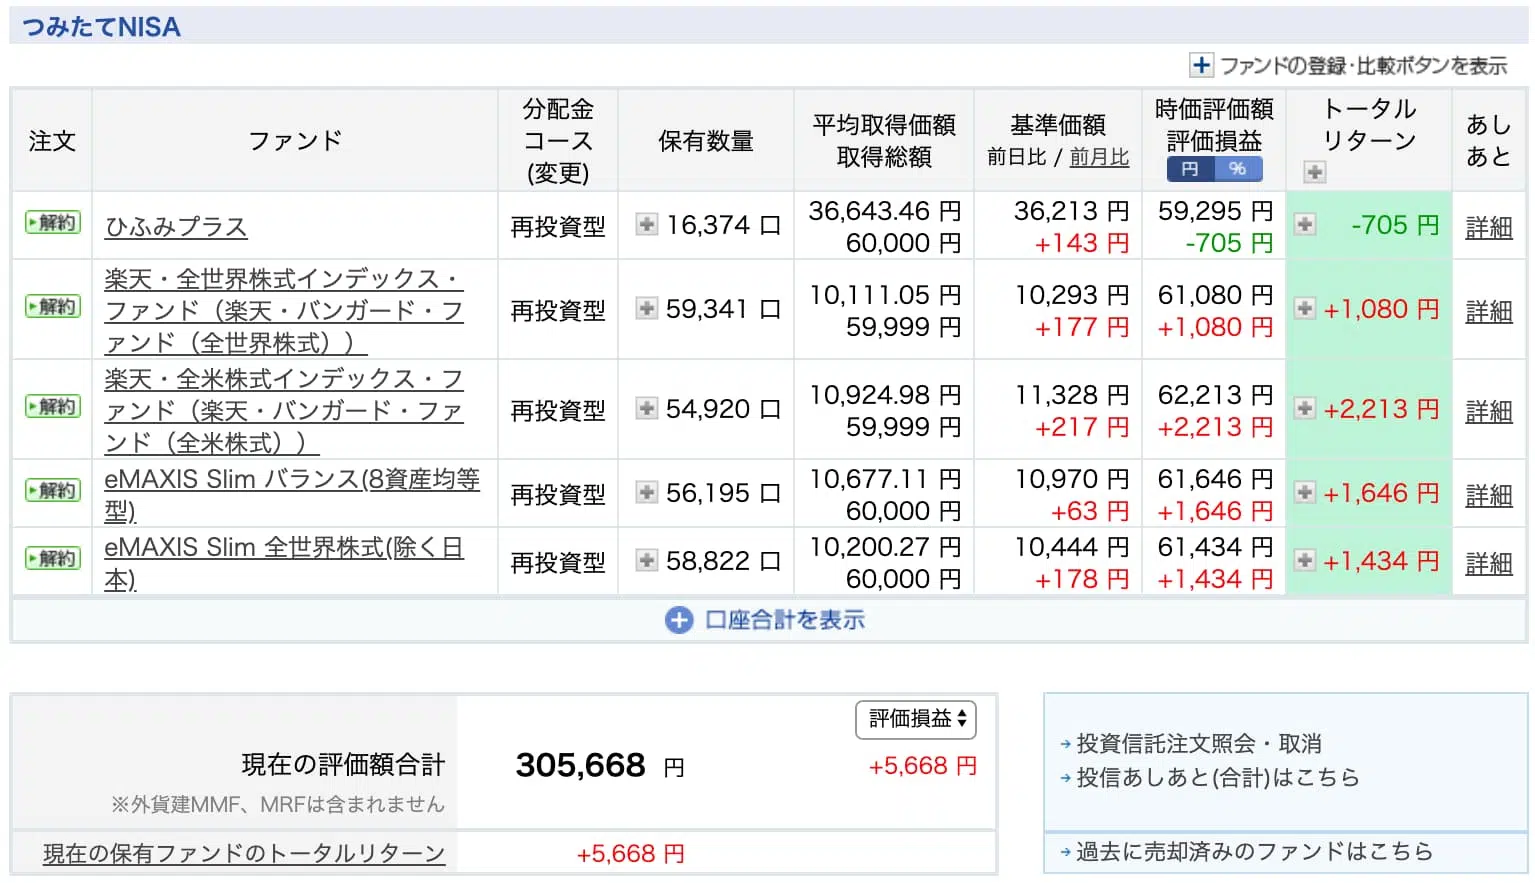 つみたてNISA
ファンドの登録・比較ボタンを表示
注文
ファンド
分配金
コース
(変更)
保有数量
平均取得価額
取得総額
基準価額
前日比 / 前月比
時価評価額
評価損益
円 %
トータル
リターン
あし
あと
解約
ひふみプラス
再投資型
16,374 口
36,643.46 円
60,000 円
36,213 円
+143 円
59,295 円
-705 円
-705 円
詳細
解約
楽天・全世界株式インデックス・
ファンド（楽天・バンガード・フ
ァンド（全世界株式））
再投資型
59,341 口
10,111.05 円
59,999 円
10,293 円
+177 円
61,080 円
+1,080 円
+1,080 円
詳細
解約
楽天・全米株式インデックス・フ
ァンド（楽天・バンガード・ファ
ンド（全米株式））
再投資型
54,920 口
10,924.98 円
59,999 円
11,328 円
+217 円
62,213 円
+2,213 円
+2,213 円
詳細
解約
eMAXIS Slim バランス(8資産均等
型)
再投資型
56,195 口
10,677.11 円
60,000 円
10,970 円
+63 円
61,646 円
+1,646 円
+1,646 円
詳細
解約
eMAXIS Slim 全世界株式(除く日
本)
再投資型
58,822 口
10,200.27 円
60,000 円
10,444 円
+178 円
61,434 円
+1,434 円
+1,434 円
詳細
口座合計を表示
現在の評価額合計
※外貨建MMF、MRFは含まれません
305,668 円
評価損益
+5,668 円
現在の保有ファンドのトータルリターン
+5,668 円
投資信託注文照会・取消
投信あしあと(合計)はこちら
過去に売却済みのファンドはこちら